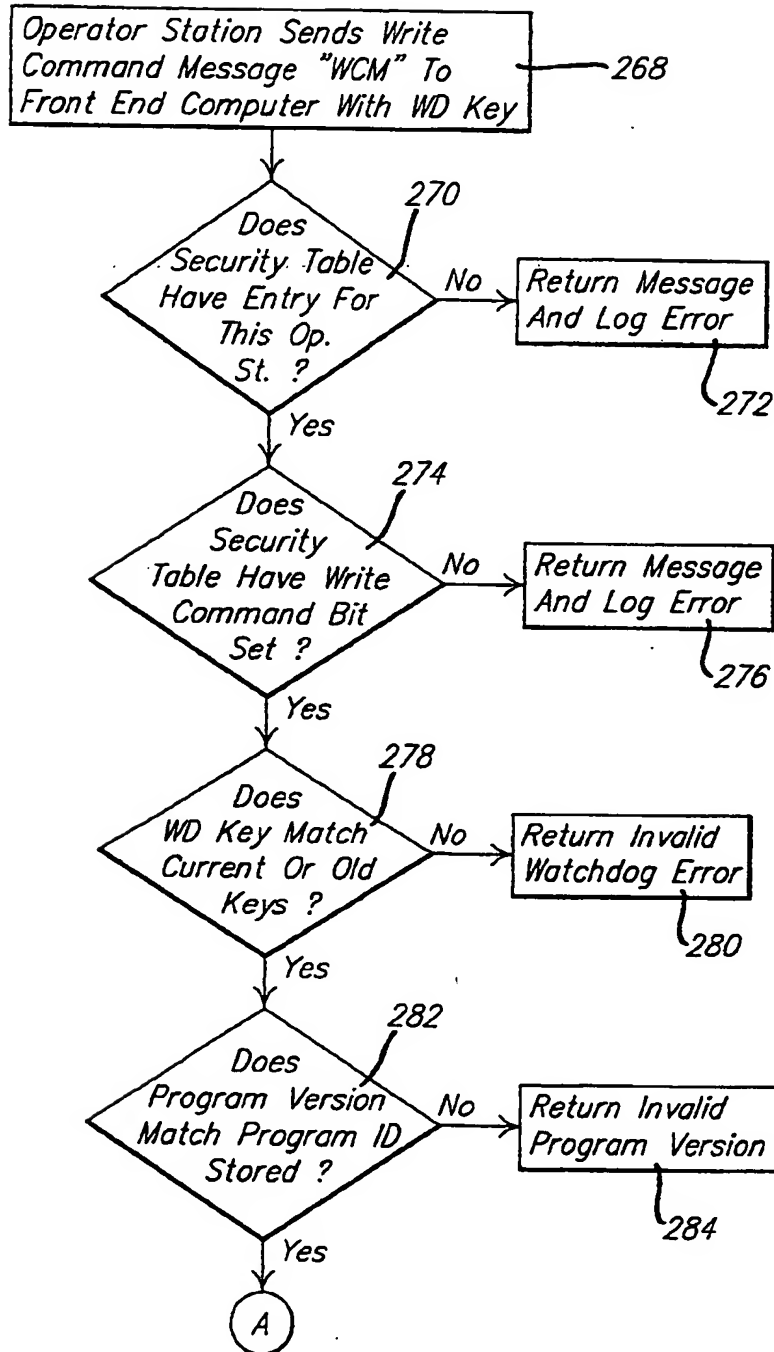 Operator Station Sends Write
Command Message "WCM" To
Front End Computer With WD Key
268
270
Does
Security Table
Have Entry For
This Op.
St. ?
No
Return Message
And Log Error
272
Yes
274
Does
Security
Table Have Write
Command Bit
Set ?
No
Return Message
And Log Error
276
Yes
278
Does
WD Key Match
Current Or Old
Keys ?
No
Return Invalid
Watchdog Error
280
Yes
282
Does
Program Version
Match Program ID
Stored ?
No
Return Invalid
Program Version
284
Yes
A